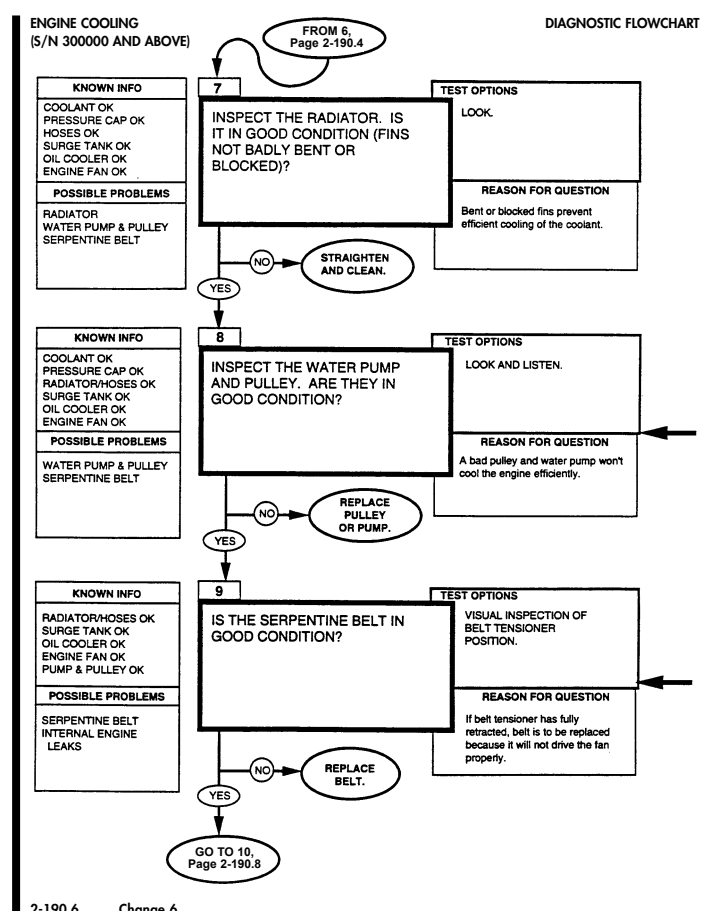 ENGINE COOLING
(S/N 300000 AND ABOVE)
DIAGNOSTIC FLOWCHART
FROM 6,
Page 2-190.4
KNOWN INFO
COOLANT OK
PRESSURE CAP OK
HOSES OK
SURGE TANK OK
OIL COOLER OK
ENGINE FAN OK
POSSIBLE PROBLEMS
RADIATOR
WATER PUMP & PULLEY
SERPENTINE BELT
7
INSPECT THE RADIATOR. IS
IT IN GOOD CONDITION (FINS
NOT BADLY BENT OR
BLOCKED)?
TEST OPTIONS
LOOK.
REASON FOR QUESTION
Bent or blocked fins prevent
efficient cooling of the coolant.
NO
STRAIGHTEN
AND CLEAN.
YES
KNOWN INFO
COOLANT OK
PRESSURE CAP OK
RADIATOR/HOSES OK
SURGE TANK OK
OIL COOLER OK
ENGINE FAN OK
POSSIBLE PROBLEMS
WATER PUMP & PULLEY
SERPENTINE BELT
8
INSPECT THE WATER PUMP
AND PULLEY. ARE THEY IN
GOOD CONDITION?
TEST OPTIONS
LOOK AND LISTEN.
REASON FOR QUESTION
A bad pulley and water pump won't
cool the engine efficiently.
NO
REPLACE
PULLEY
OR PUMP.
YES
KNOWN INFO
RADIATOR/HOSES OK
SURGE TANK OK
OIL COOLER OK
ENGINE FAN OK
PUMP & PULLEY OK
POSSIBLE PROBLEMS
SERPENTINE BELT
INTERNAL ENGINE
LEAKS
9
IS THE SERPENTINE BELT IN
GOOD CONDITION?
TEST OPTIONS
VISUAL INSPECTION OF
BELT TENSIONER
POSITION.
REASON FOR QUESTION
If belt tensioner has fully
retracted, belt is to be replaced
because it will not drive the fan
properly.
NO
REPLACE
BELT.
YES
GO TO 10,
Page 2-190.8
2-190.6 Change 6